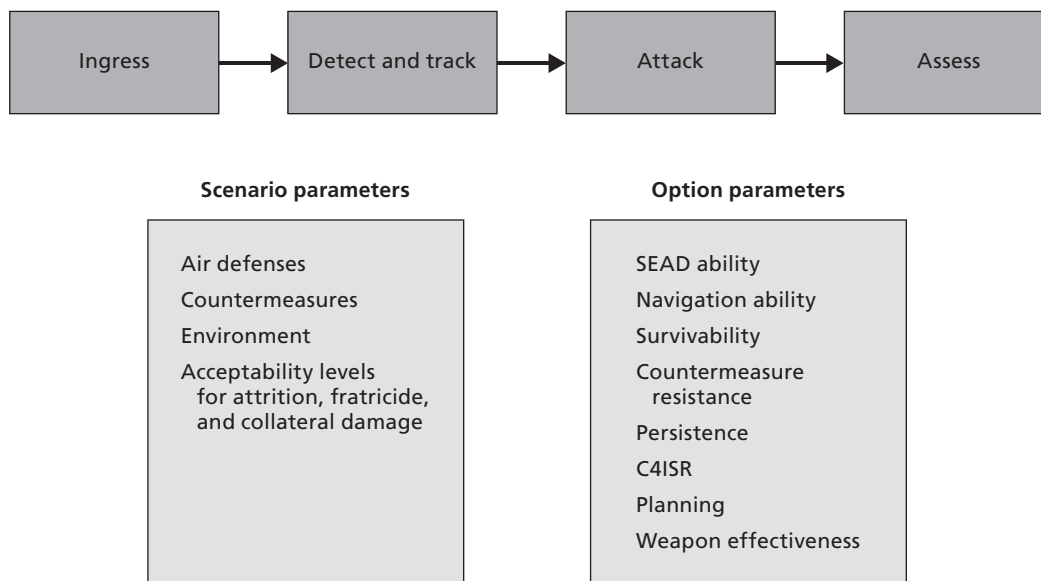 Ingress
Detect and track
Attack
Assess
Scenario parameters
Air defenses
Countermeasures
Environment
Acceptability levels
for attrition, fratricide,
and collateral damage
Option parameters
SEAD ability
Navigation ability
Survivability
Countermeasure
resistance
Persistence
C4ISR
Planning
Weapon effectiveness